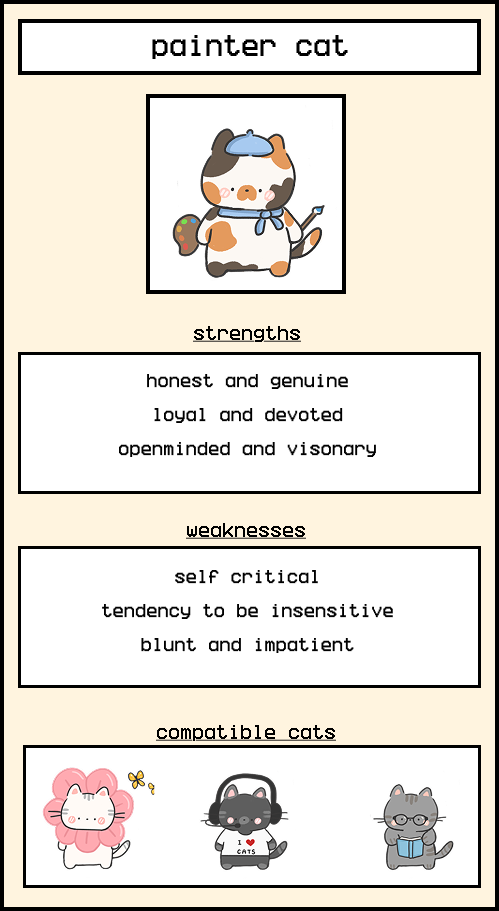 painter cat
strengths
honest and genuine
loyal and devoted
openminded and visonary
weaknesses
self critical
tendency to be insensitive
blunt and impatient
compatible cats
I ❤
CATS